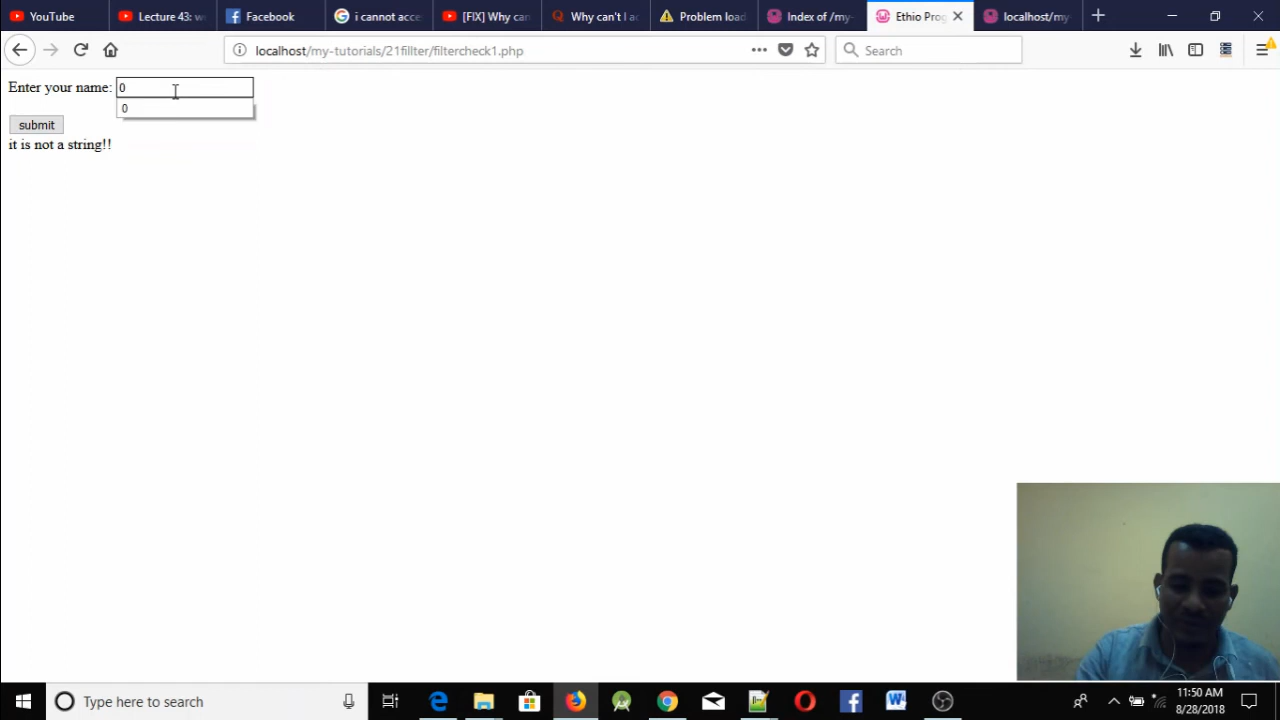 YouTube
Lecture 43: w
Facebook
i cannot acce
[FIX] Why can
Why can't I a
Problem load
Index of /my-
Ethio Prog
localhost/my
localhost/my-tutorials/21fillter/filtercheck1.php
Search
Enter your name: 0
0
submit
it is not a string!!
Type here to search
11:50 AM
8/28/2018